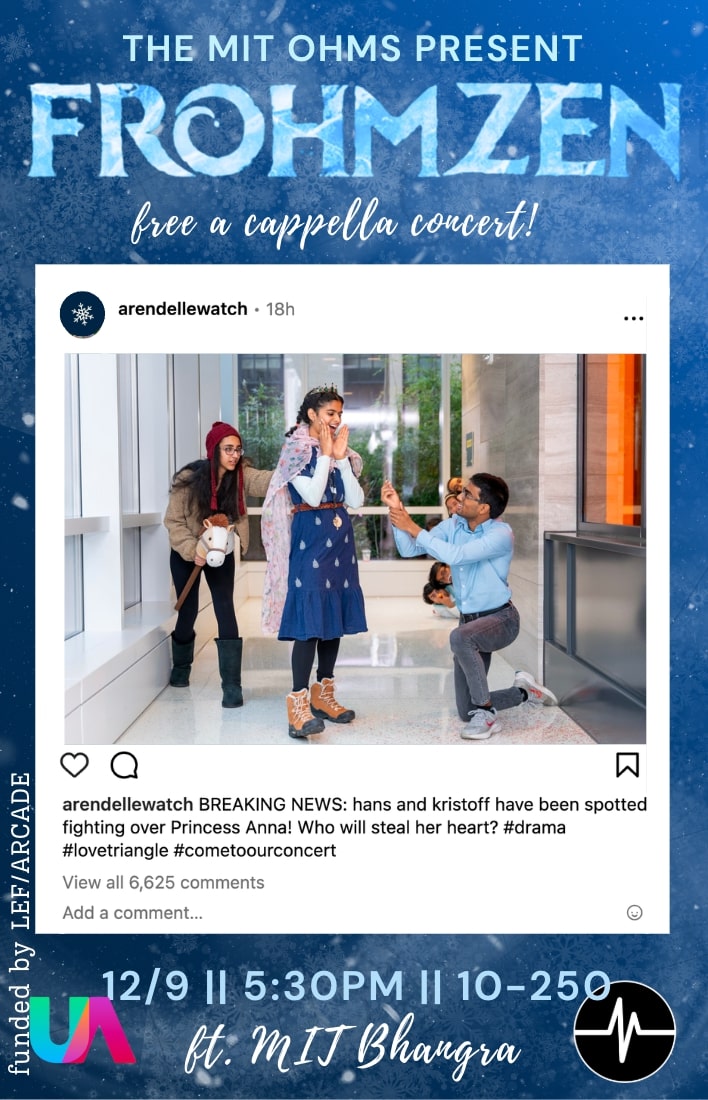 THE MIT OHMS PRESENT
FROHMZEN
free a cappella concert!
arendellewatch • 18h
arendellewatch BREAKING NEWS: hans and kristoff have been spotted
fighting over Princess Anna! Who will steal her heart? #drama
#lovetriangle #cometoourconcert
View all 6,625 comments
Add a comment...
funded by LEF/ARCADE
12/9 || 5:30PM || 10-250
UA
ft. MIT Bhangra